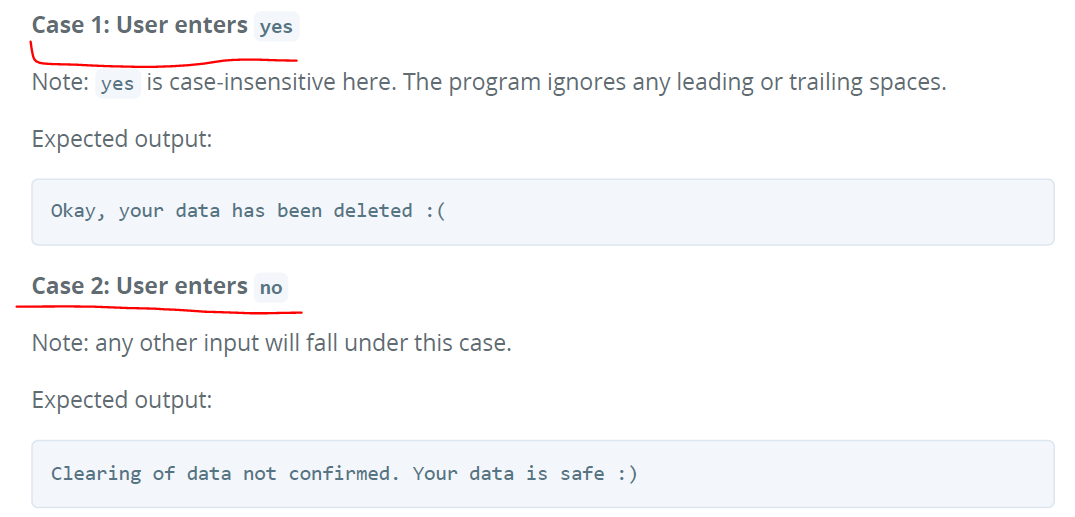 Case 1: User enters yes
Note: yes is case-insensitive here. The program ignores any leading or trailing spaces.
Expected output:
Okay, your data has been deleted :(
Case 2: User enters no
Note: any other input will fall under this case.
Expected output:
Clearing of data not confirmed. Your data is safe :)